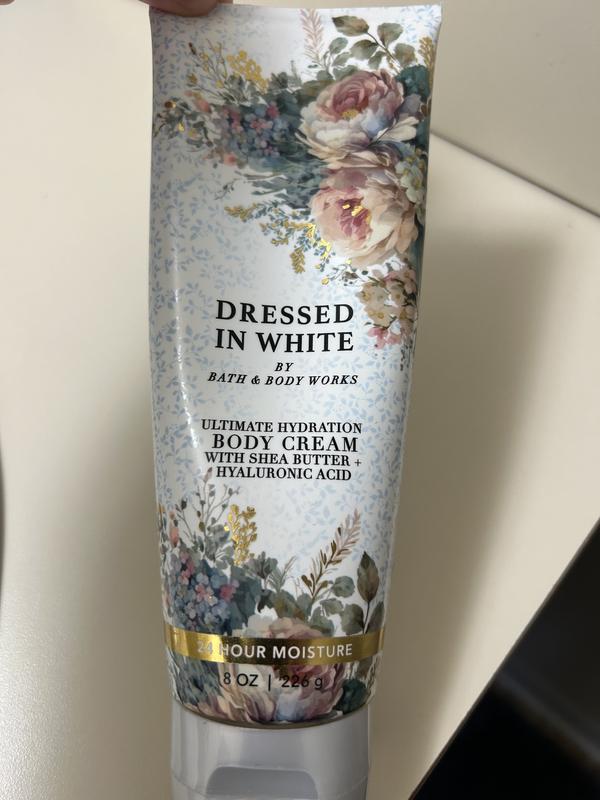 DRESSED
IN WHITE
BY
BATH & BODY WORKS
ULTIMATE HYDRATION
BODY CREAM
WITH SHEA BUTTER +
HYALURONIC ACID
24 HOUR MOISTURE
8 OZ | 226 g